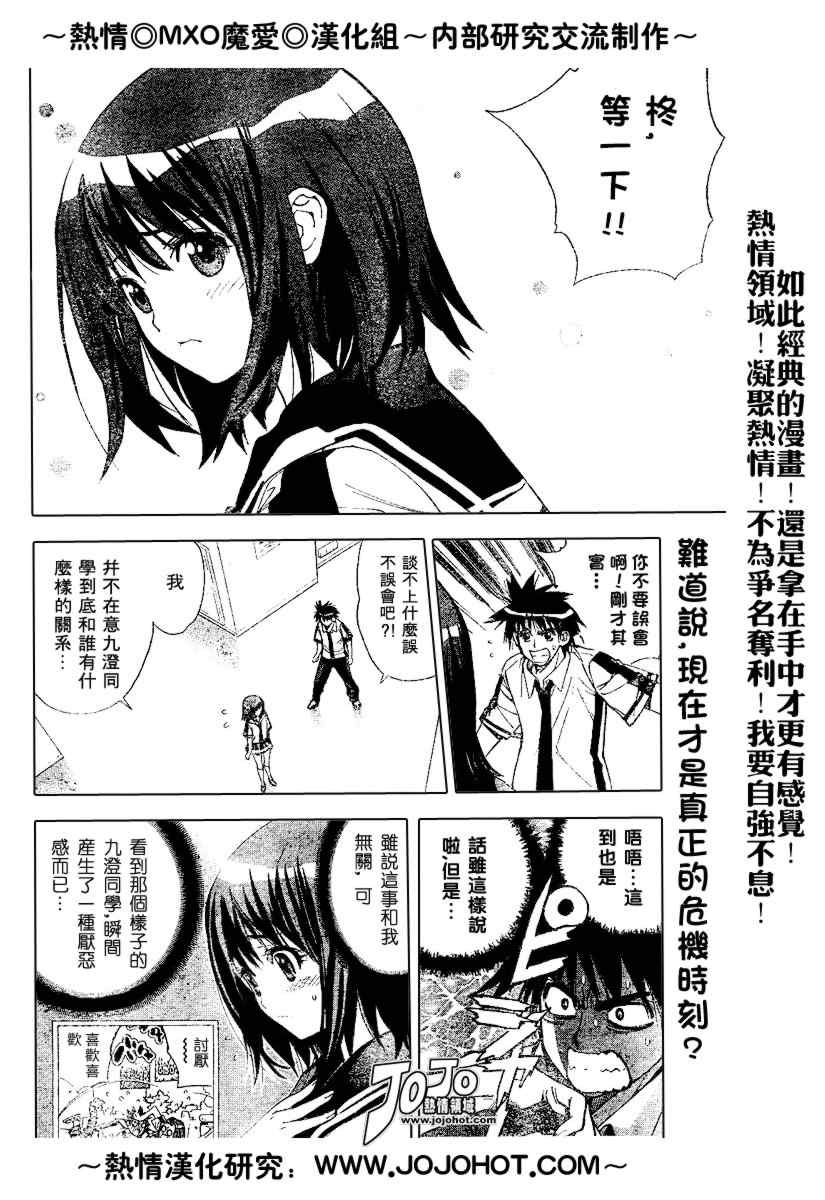 ～熱情◎MXO魔愛◎漢化組～内部研究交流制作～
柊,
等一下!!
如此經典的漫畫！還是拿在手中才更有感覺！
熱情領域！凝聚熱情！不為爭名奪利！我要自強不息！
難道說,現在才是真正的危機時刻？
你不要誤會
啊！剛才其
實…
談不上什麼誤
不誤會吧?!
我
幷不在意九澄同
學到底和誰有什
麼樣的關系…
唔唔…這
到也是
話雖這樣說
啦,但是…
雖說這事和我
無關,可
看到那個樣子的
九澄同學,瞬間
産生了一種厭惡
感而已…
討厭
喜歡喜
歡
JOJO
熱情領域
www.jojohot.com
～熱情漢化研究：WWW.JOJOHOT.COM～